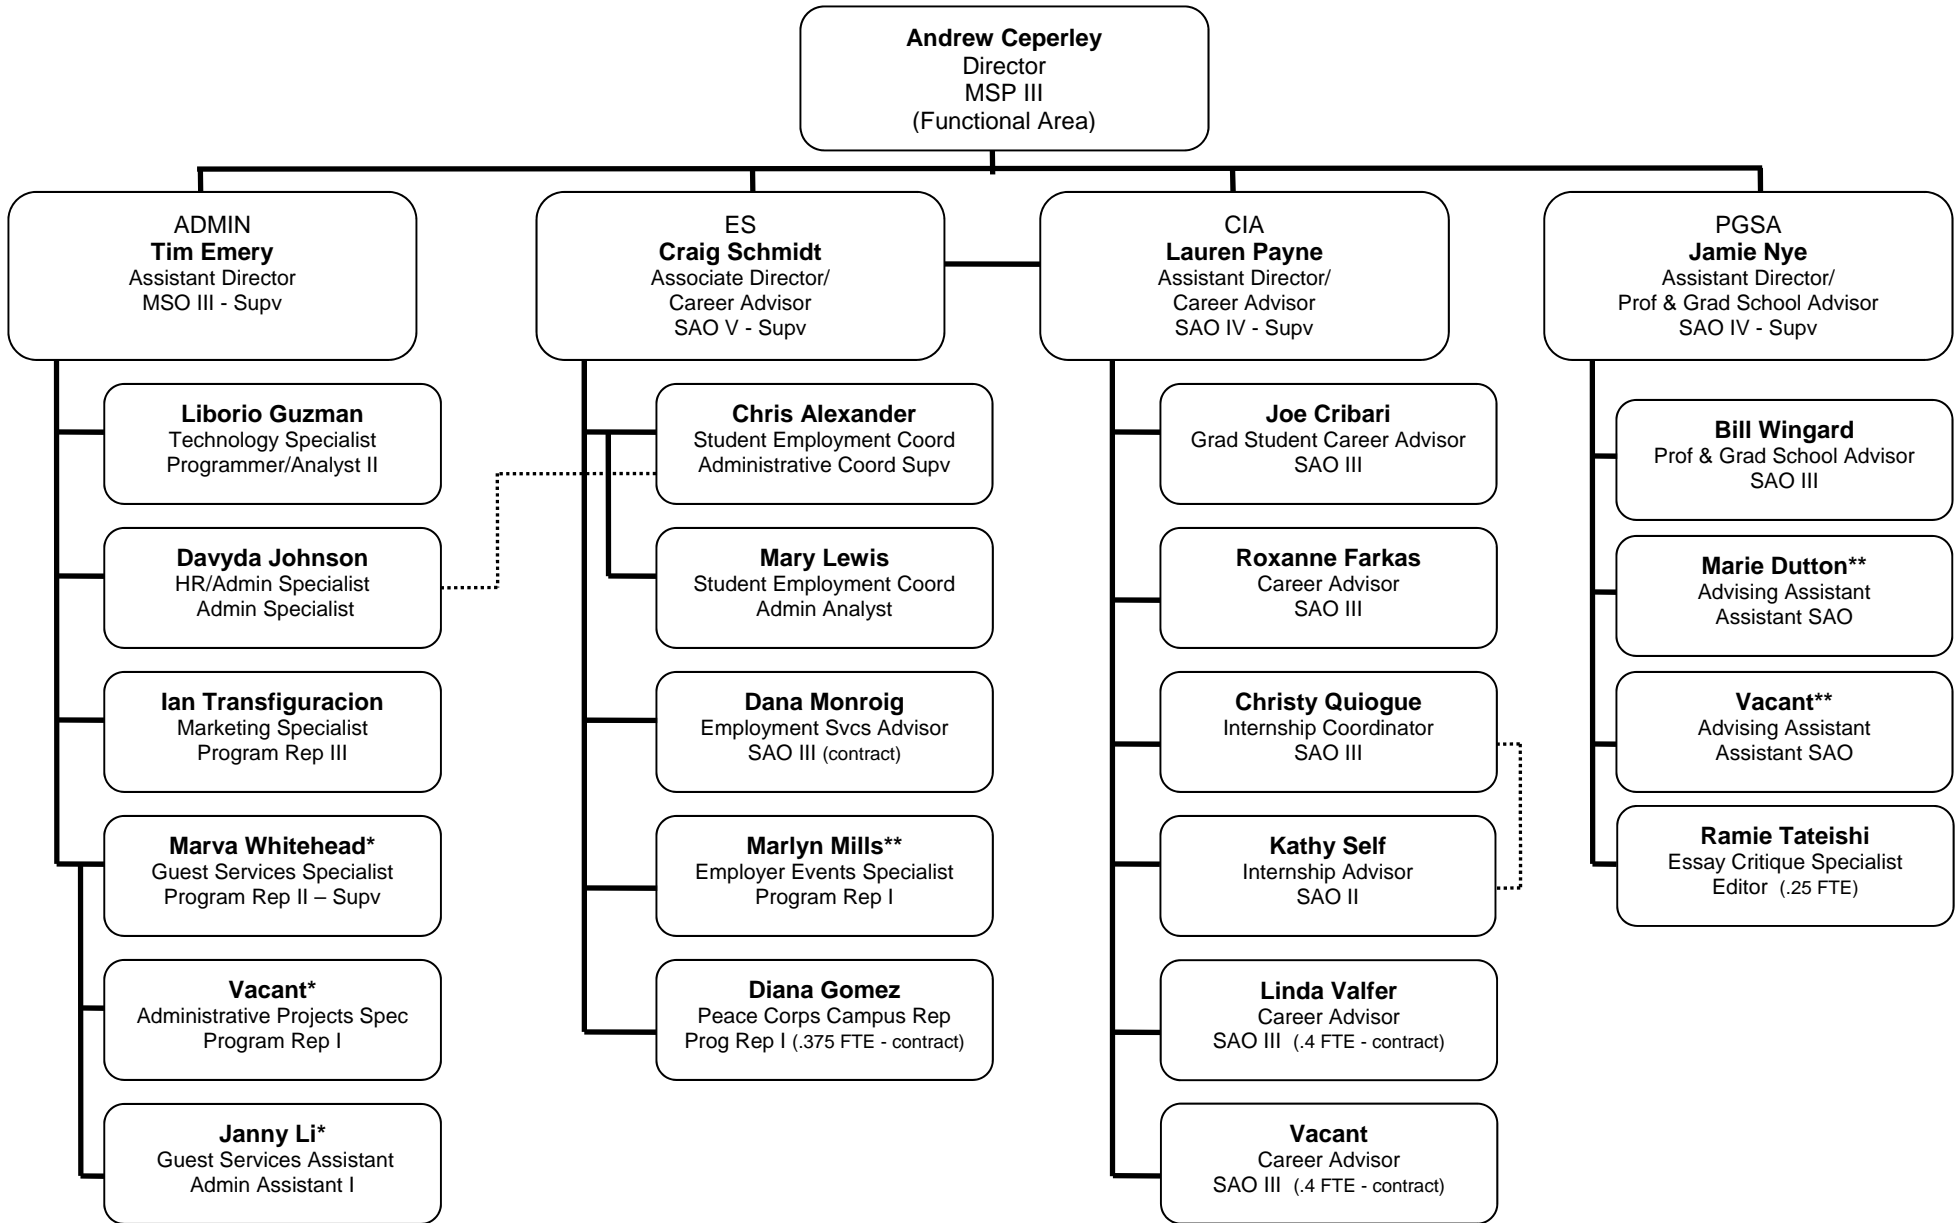 Andrew Ceperley
Director
MSP III
(Functional Area)
ADMIN
Tim Emery
Assistant Director
MSO III - Supv
ES
Craig Schmidt
Associate Director/
Career Advisor
SAO V - Supv
CIA
Lauren Payne
Assistant Director/
Career Advisor
SAO IV - Supv
PGSA
Jamie Nye
Assistant Director/
Prof & Grad School Advisor
SAO IV - Supv
Liborio Guzman
Technology Specialist
Programmer/Analyst II
Davyda Johnson
HR/Admin Specialist
Admin Specialist
Ian Transfiguracion
Marketing Specialist
Program Rep III
Marva Whitehead*
Guest Services Specialist
Program Rep II – Supv
Vacant*
Administrative Projects Spec
Program Rep I
Janny Li*
Guest Services Assistant
Admin Assistant I
Chris Alexander
Student Employment Coord
Administrative Coord Supv
Mary Lewis
Student Employment Coord
Admin Analyst
Dana Monroig
Employment Svcs Advisor
SAO III (contract)
Marlyn Mills**
Employer Events Specialist
Program Rep I
Diana Gomez
Peace Corps Campus Rep
Prog Rep I (.375 FTE - contract)
Joe Cribari
Grad Student Career Advisor
SAO III
Roxanne Farkas
Career Advisor
SAO III
Christy Quiogue
Internship Coordinator
SAO III
Kathy Self
Internship Advisor
SAO II
Linda Valfer
Career Advisor
SAO III (.4 FTE - contract)
Vacant
Career Advisor
SAO III (.4 FTE - contract)
Bill Wingard
Prof & Grad School Advisor
SAO III
Marie Dutton**
Advising Assistant
Assistant SAO
Vacant**
Advising Assistant
Assistant SAO
Ramie Tateishi
Essay Critique Specialist
Editor (.25 FTE)